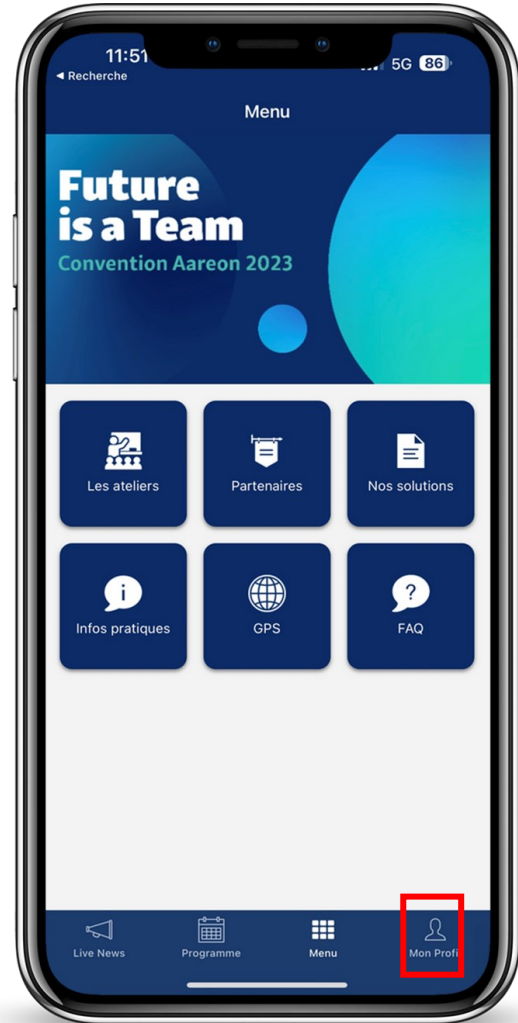 11:51
5G 86
◀ Recherche
Menu
Future
is a Team
Convention Aareon 2023
Les ateliers
Partenaires
Nos solutions
Infos pratiques
GPS
FAQ
Live News
Programme
Menu
Mon Profi